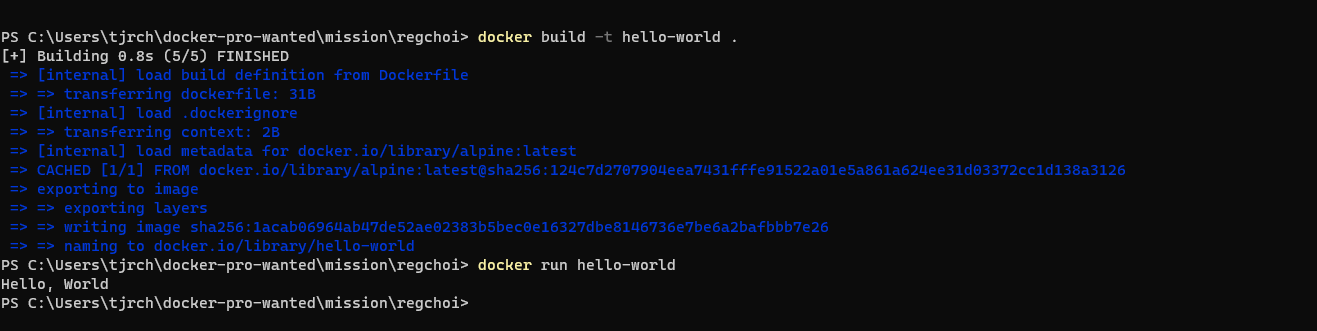 PS C:\Users\tjrch\docker-pro-wanted\mission\regchoi> docker build -t hello-world .
[+] Building 0.8s (5/5) FINISHED
=> [internal] load build definition from Dockerfile
=> => transferring dockerfile: 31B
=> [internal] load .dockerignore
=> => transferring context: 2B
=> [internal] load metadata for docker.io/library/alpine:latest
=> CACHED [1/1] FROM docker.io/library/alpine:latest@sha256:124c7d2707904eea7431fffe91522a01e5a861a624ee31d03372cc1d138a3126
=> exporting to image
=> => exporting layers
=> => writing image sha256:1acab06964ab47de52ae02383b5bec0e16327dbe8146736e7be6a2bafbbb7e26
=> => naming to docker.io/library/hello-world
PS C:\Users\tjrch\docker-pro-wanted\mission\regchoi> docker run hello-world
Hello, World
PS C:\Users\tjrch\docker-pro-wanted\mission\regchoi>